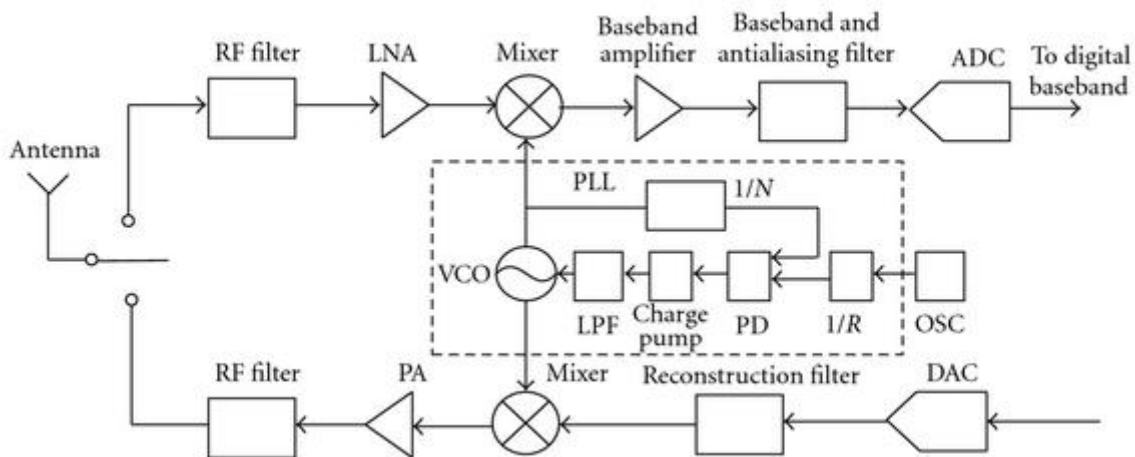 RF filter
LNA
Mixer
Baseband
amplifier
Baseband and
antialiasing filter
ADC
To digital
baseband
Antenna
PLL
1/N
VCO
LPF
Charge
pump
PD
1/R
OSC
RF filter
PA
Mixer
Reconstruction filter
DAC